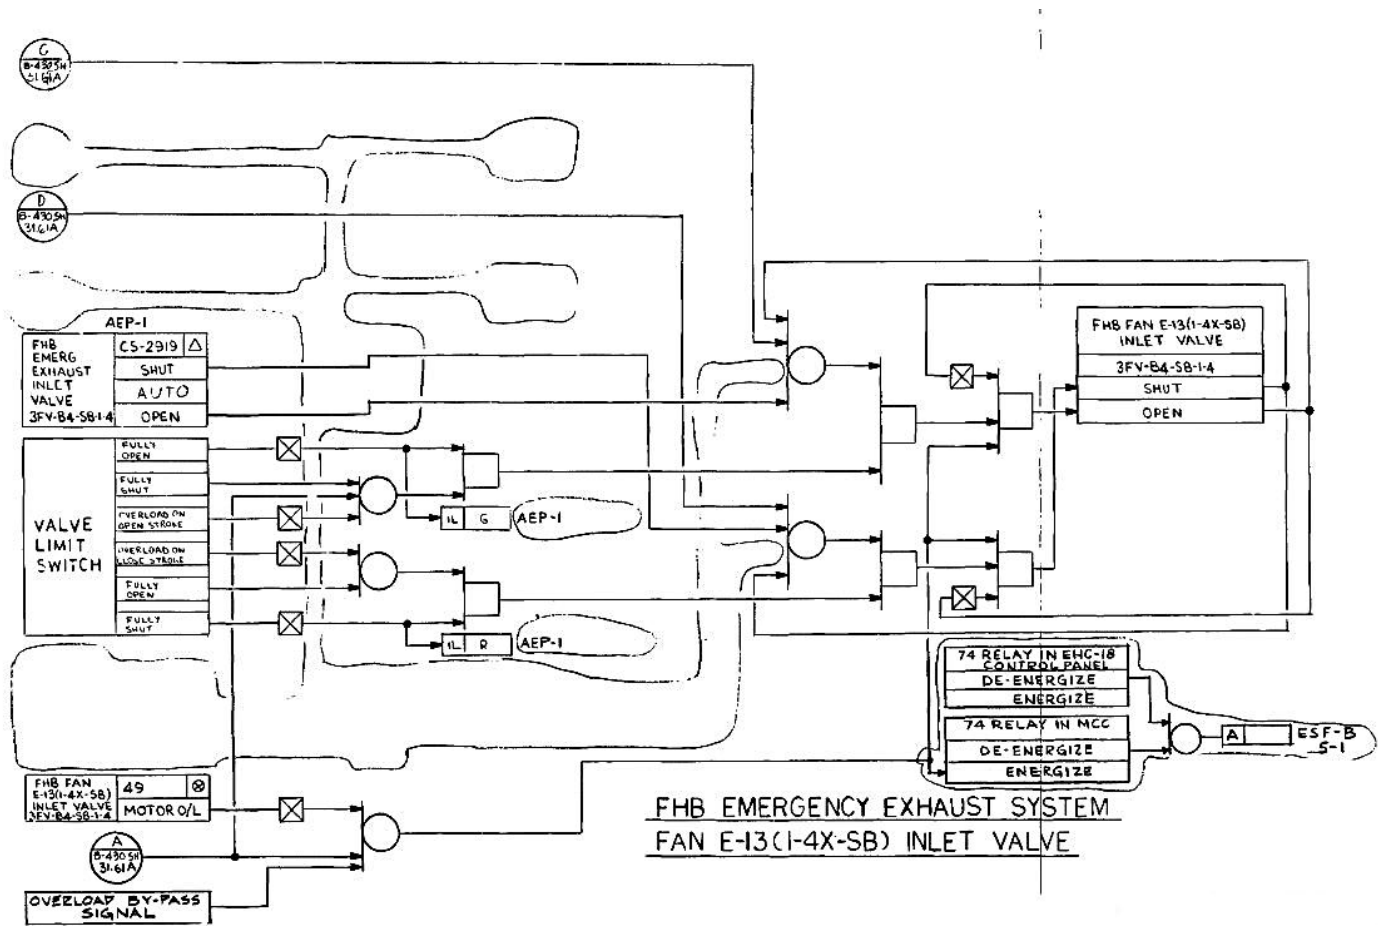 B-430 SH
31.61A
D
B-430 SH
31.61A
AEP-1
FHB
EMERG
EXHAUST
INLET
VALVE
3FV-B4-SB-1-4
CS-2919 △
SHUT
AUTO
OPEN
FHB FAN E-13(1-4X-SB)
INLET VALVE
3FV-B4-SB-1-4
SHUT
OPEN
VALVE
LIMIT
SWITCH
FULLY
OPEN
FULLY
SHUT
OVERLOAD ON
OPEN STROKE
OVERLOAD ON
CLOSE STROKE
FULLY
OPEN
FULLY
SHUT
IL G AEP-1
IL R AEP-1
74 RELAY IN EHC-18
CONTROL PANEL
DE-ENERGIZE
ENERGIZE
74 RELAY IN MCC
DE-ENERGIZE
ENERGIZE
A
ESF-B
5-1
FHB FAN
E-13(1-4X-SB)
INLET VALVE
3FV-B4-SB-1-4
49
MOTOR O/L
A
B-430 SH
31.61A
OVERLOAD BY-PASS
SIGNAL
FHB EMERGENCY EXHAUST SYSTEM
FAN E-13(1-4X-SB) INLET VALVE